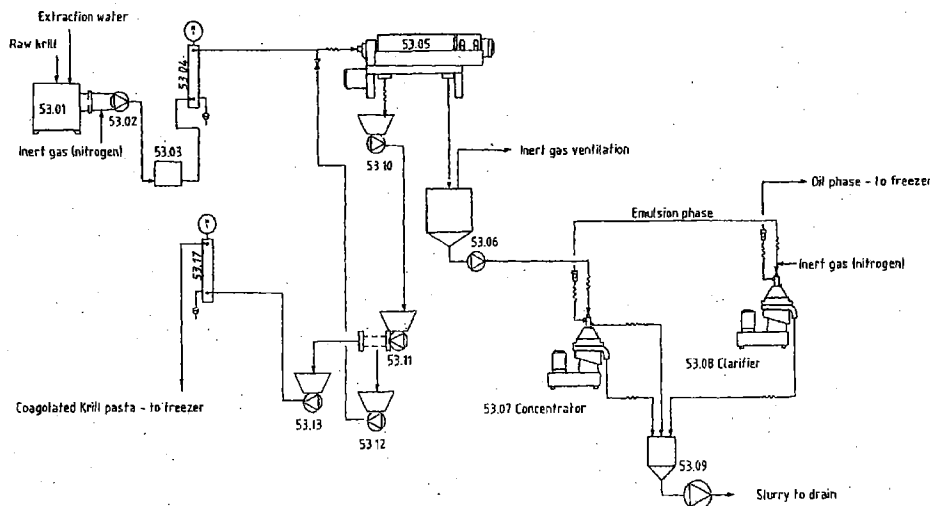 Extraction water
Raw krill
53.01
53.02
Inert gas (nitrogen)
53.03
53.04
53.05
53.10
Inert gas ventilation
Oil phase - to freezer
Emulsion phase
53.06
Inert gas (nitrogen)
53.17
53.11
53.08 Clarifier
53.07 Concentrator
Coagolated Krill pasta - to freezer
53.13
53.12
53.09
Slurry to drain